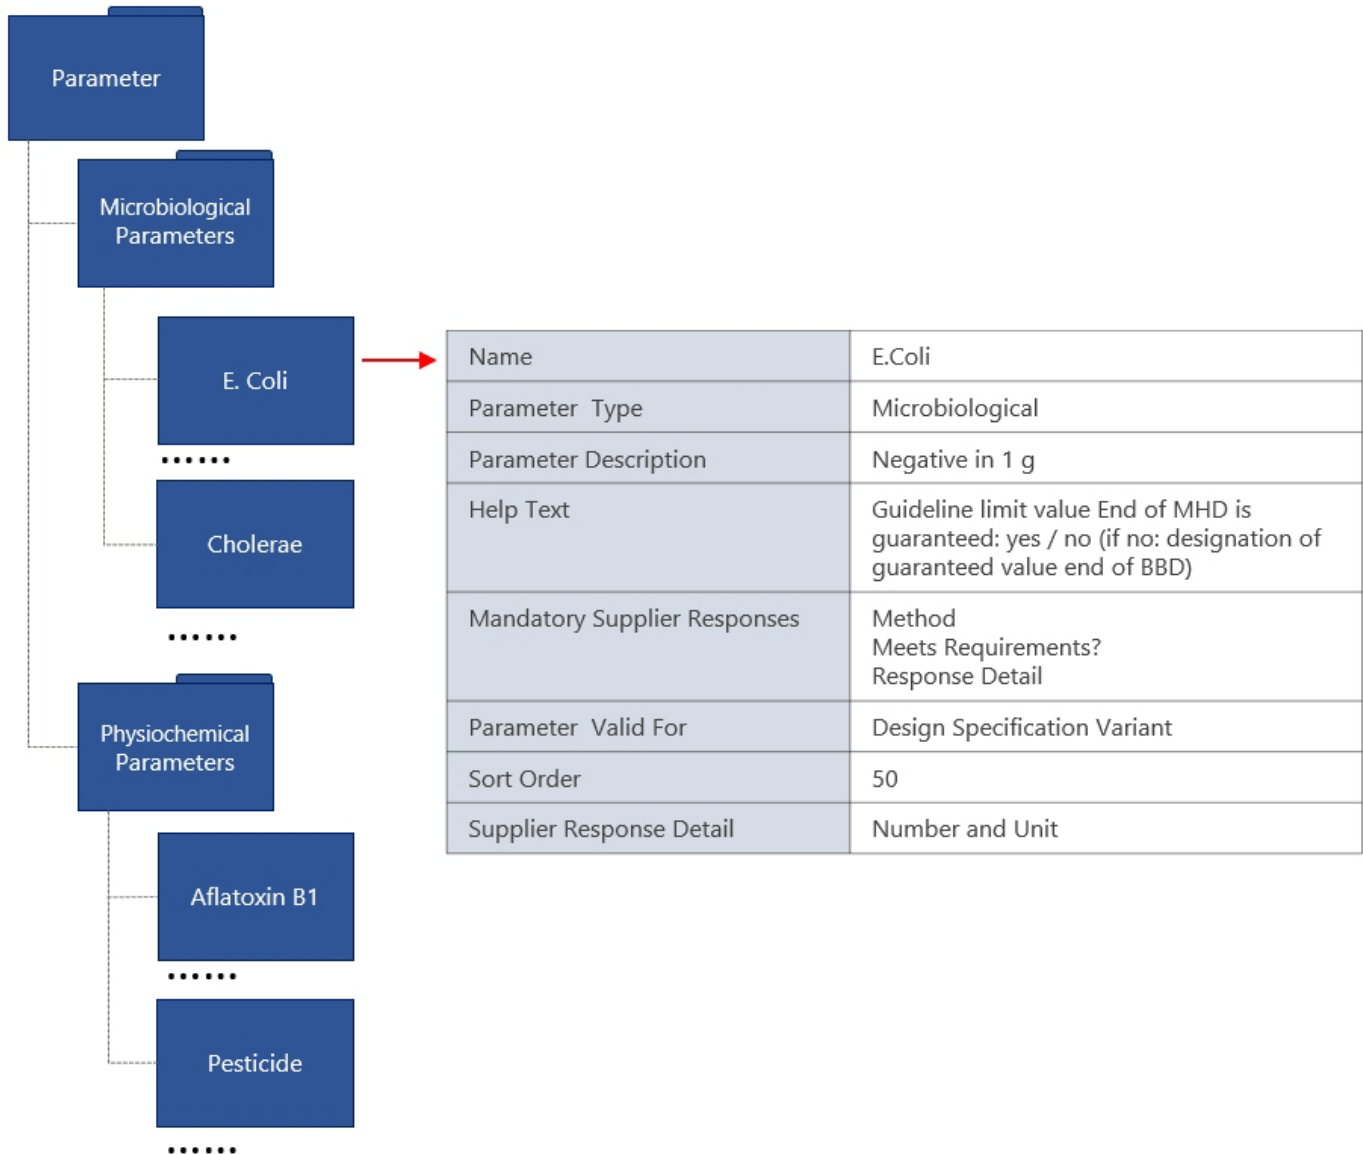 Parameter
Microbiological
Parameters
E. Coli
......
Cholerae
......
Physiochemical
Parameters
Aflatoxin B1
......
Pesticide
......
Name
E.Coli
Parameter  Type
Microbiological
Parameter Description
Negative in 1 g
Help Text
Guideline limit value End of MHD is
guaranteed: yes / no (if no: designation of
guaranteed value end of BBD)
Mandatory Supplier Responses
Method
Meets Requirements?
Response Detail
Parameter  Valid For
Design Specification Variant
Sort Order
50
Supplier Response Detail
Number and Unit